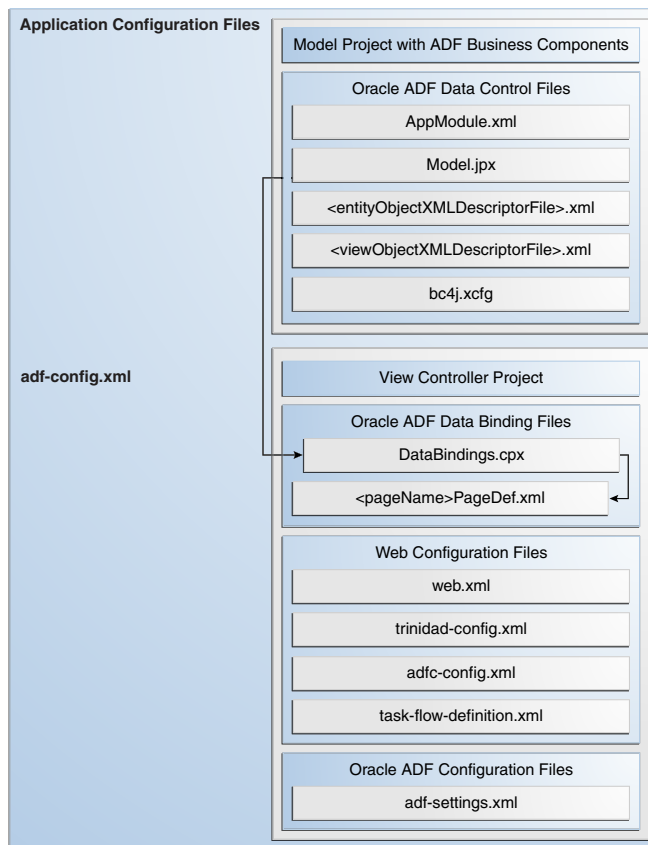 Application Configuration Files
Model Project with ADF Business Components
Oracle ADF Data Control Files
AppModule.xml
Model.jpx
<entityObjectXMLDescriptorFile>.xml
<viewObjectXMLDescriptorFile>.xml
bc4j.xcfg
adf-config.xml
View Controller Project
Oracle ADF Data Binding Files
DataBindings.cpx
<pageName>PageDef.xml
Web Configuration Files
web.xml
trinidad-config.xml
adfc-config.xml
task-flow-definition.xml
Oracle ADF Configuration Files
adf-settings.xml